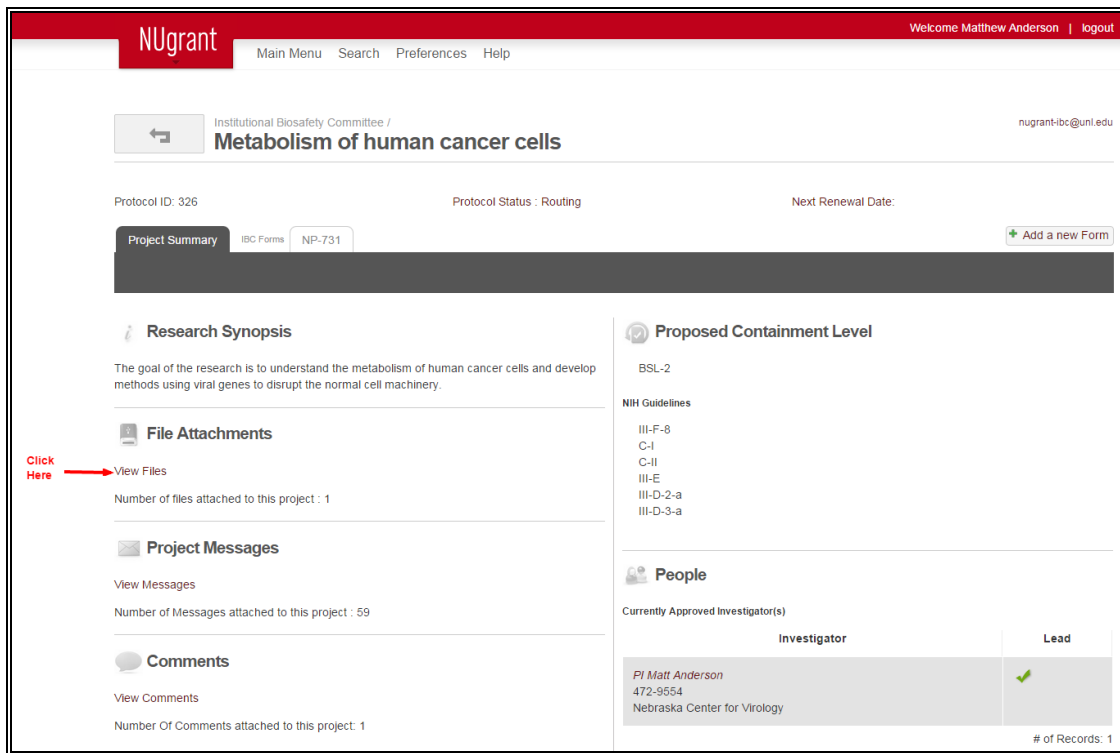 Welcome Matthew Anderson | logout
NUgrant
Main Menu Search Preferences Help
Institutional Biosafety Committee /
Metabolism of human cancer cells
nugrant-ibc@unl.edu
Protocol ID: 326
Protocol Status : Routing
Next Renewal Date:
Project Summary
IBC Forms
NP-731
Add a new Form
Research Synopsis
The goal of the research is to understand the metabolism of human cancer cells and develop
methods using viral genes to disrupt the normal cell machinery.
File Attachments
Click
Here
View Files
Number of files attached to this project : 1
Project Messages
View Messages
Number of Messages attached to this project : 59
Comments
View Comments
Number Of Comments attached to this project: 1
Proposed Containment Level
BSL-2
NIH Guidelines
III-F-8
C-I
C-II
III-E
III-D-2-a
III-D-3-a
People
Currently Approved Investigator(s)
Investigator Lead
PI Matt Anderson
472-9554
Nebraska Center for Virology
# of Records: 1